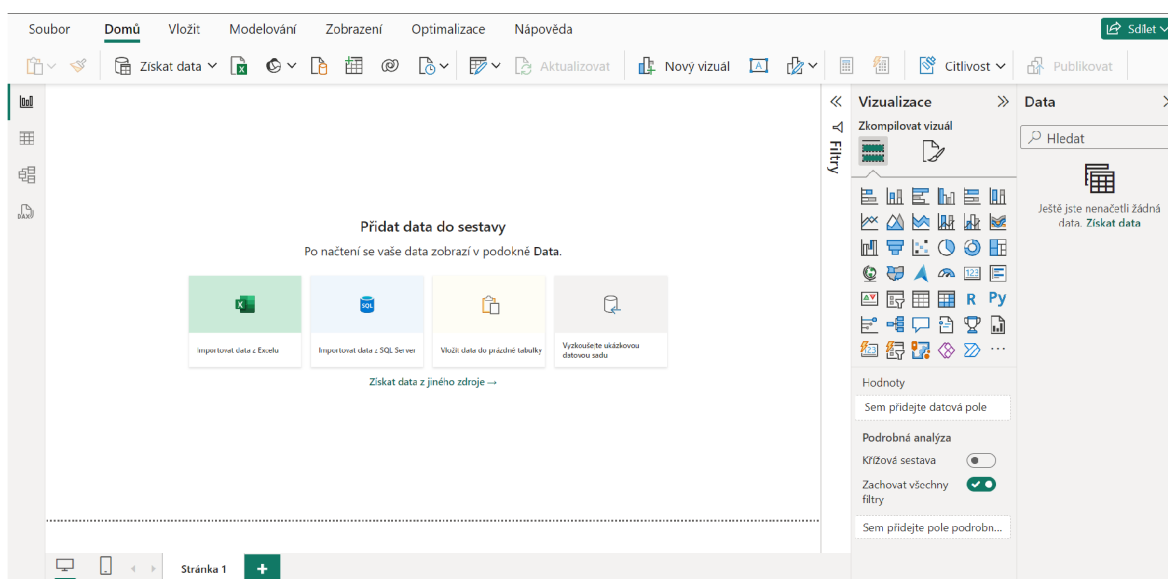 Soubor Domů Vložit Modelování Zobrazení Optimalizace Nápověda Sdílet
Získat data Aktualizovat Nový vizuál A Citlivost Publikovat
Filtry
Vizualizace
Zkompilovat vizuál
Data
Hledat
Ještě jste nenačetli žádná
data. Získat data
DAX
Přidat data do sestavy
Po načtení se vaše data zobrazí v podokně Data.
SQL
Importovat data z Excelu
Importovat data z SQL Server
Vložit data do prázdné tabulky
Vyzkoušejte ukázkovou
datovou sadu
Získat data z jiného zdroje →
123
R Py
Hodnoty
Sem přidejte datová pole
Podrobná analýza
Křížová sestava
Zachovat všechny
filtry
Sem přidejte pole podrobn...
Stránka 1